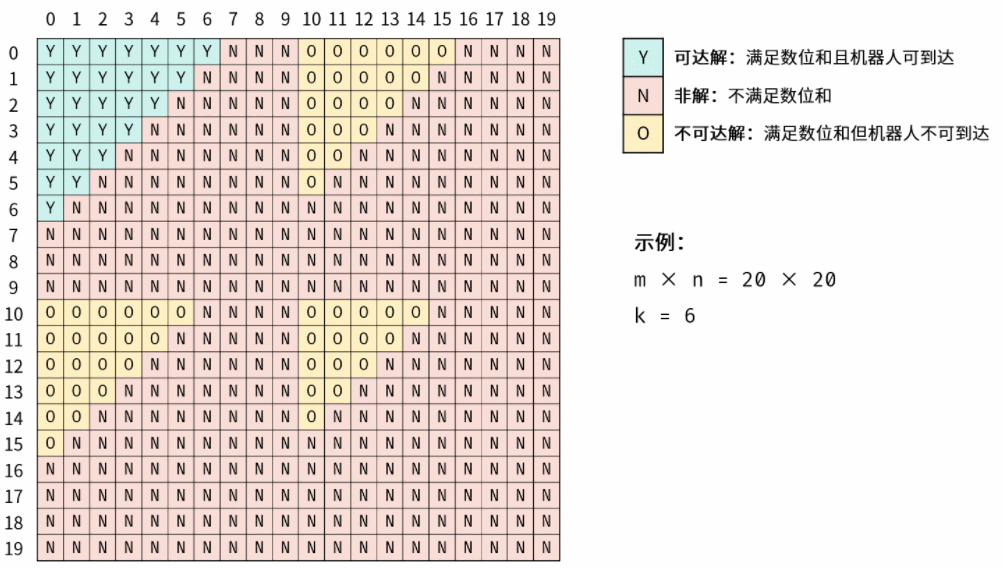 0 1 2 3 4 5 6 7 8 9 10 11 12 13 14 15 16 17 18 19
0 Y Y Y Y Y Y Y N N N O O O O O O N N N N
1 Y Y Y Y Y Y N N N N O O O O O N N N N N
2 Y Y Y Y Y N N N N N O O O O N N N N N N
3 Y Y Y Y N N N N N N O O O N N N N N N N
4 Y Y Y N N N N N N N O O N N N N N N N N
5 Y Y N N N N N N N N O N N N N N N N N N
6 Y N N N N N N N N N N N N N N N N N N N
7 N N N N N N N N N N N N N N N N N N N N
8 N N N N N N N N N N N N N N N N N N N N
9 N N N N N N N N N N N N N N N N N N N N
10 O O O O O O N N N N O O O O O N N N N N
11 O O O O O N N N N N O O O O N N N N N N
12 O O O O N N N N N N O O O N N N N N N N
13 O O O N N N N N N N O O N N N N N N N N
14 O O N N N N N N N N O N N N N N N N N N
15 O N N N N N N N N N N N N N N N N N N N
16 N N N N N N N N N N N N N N N N N N N N
17 N N N N N N N N N N N N N N N N N N N N
18 N N N N N N N N N N N N N N N N N N N N
19 N N N N N N N N N N N N N N N N N N N N
Y 可达解：满足数位和且机器人可到达
N 非解：不满足数位和
O 不可达解：满足数位和但机器人不可到达
示例：
m × n = 20 × 20
k = 6